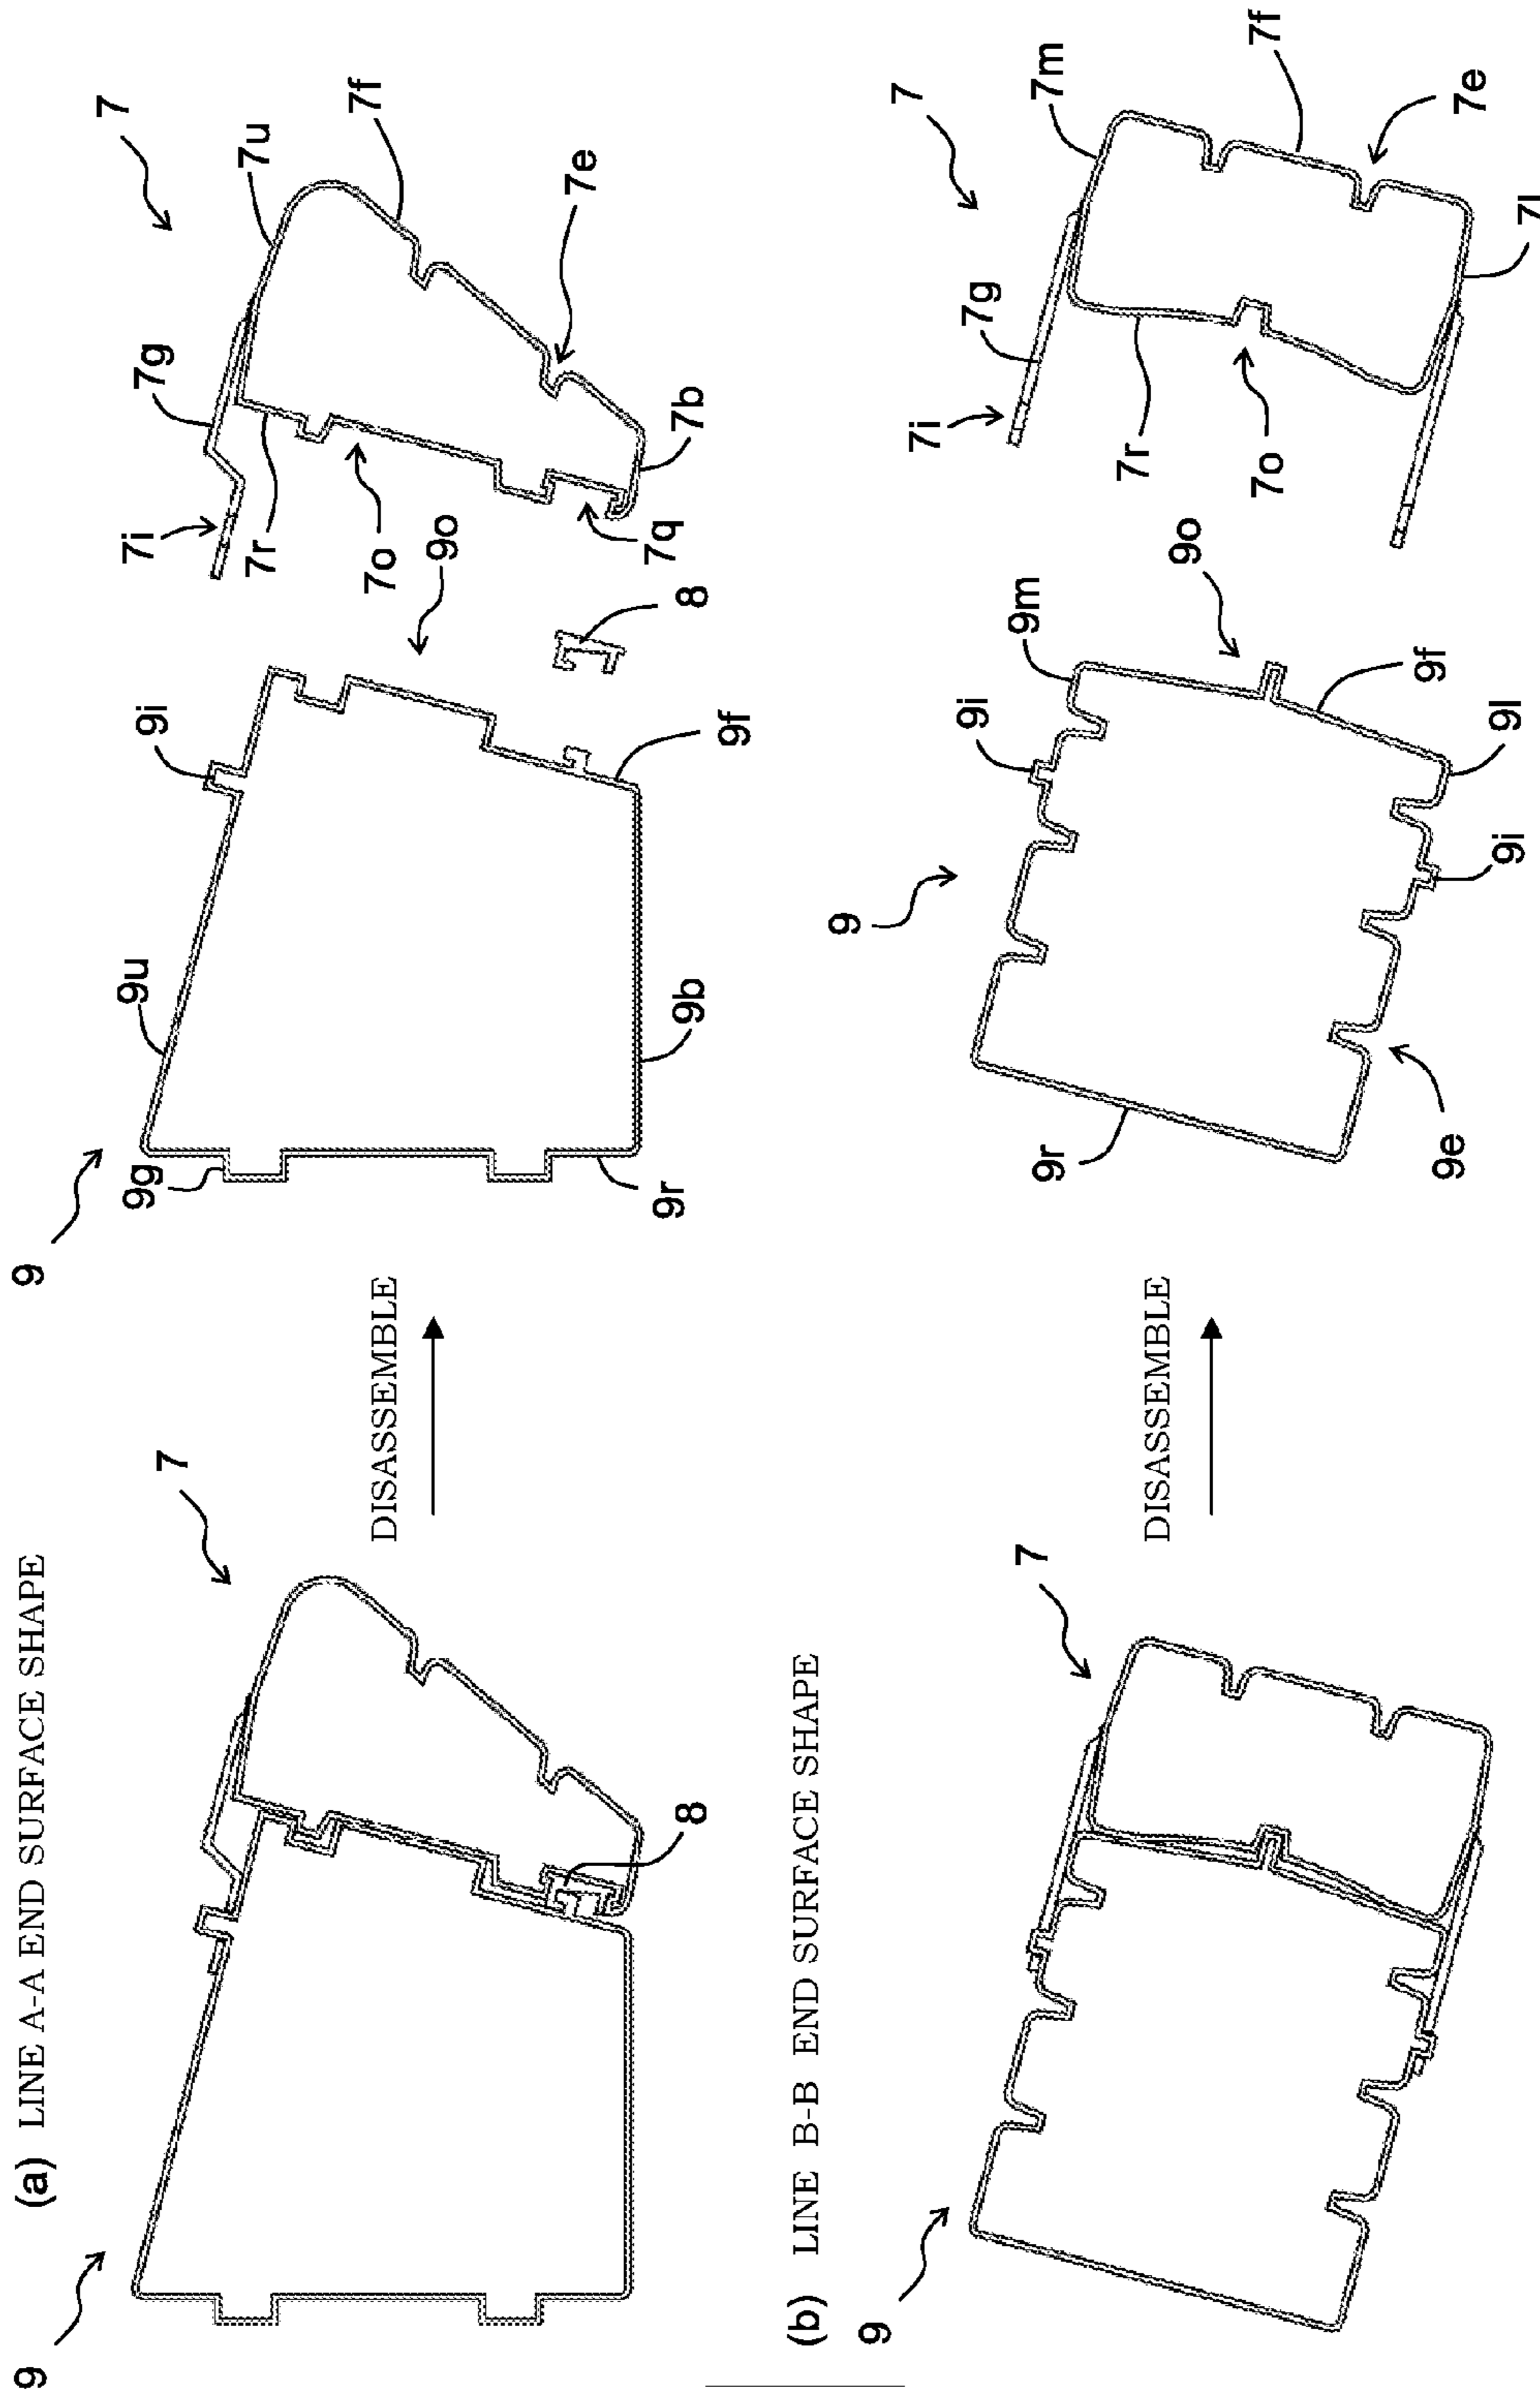 (a) LINE A-A END SURFACE SHAPE
9
7
8
DISASSEMBLE
9
9g
9u
9i
9r
9b
9f
9o
8
7
7i
7g
7u
7r
7f
7o
7e
7q
7b
(b) LINE B-B END SURFACE SHAPE
9
7
DISASSEMBLE
9
9r
9i
9m
9o
9f
9l
9i
9e
7
7i
7g
7m
7r
7f
7o
7e
7l